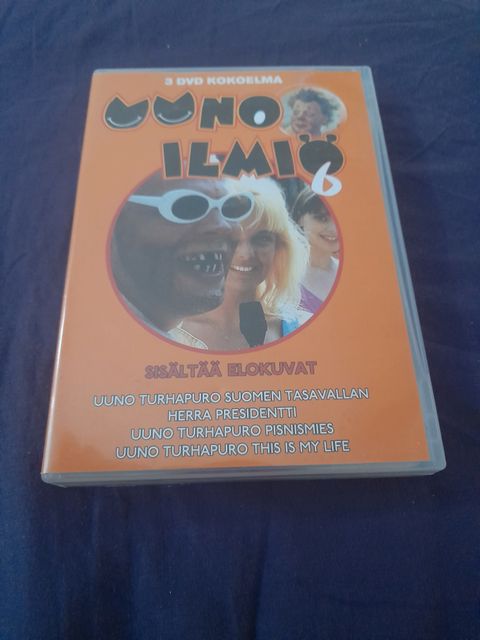 3 DVD KOKOELMA
UUNO
ILMIÖ
6
SISÄLTÄÄ ELOKUVAT
UUNO TURHAPURO SUOMEN TASAVALLAN
HERRA PRESIDENTTI
UUNO TURHAPURO PISNISMIES
UUNO TURHAPURO THIS IS MY LIFE